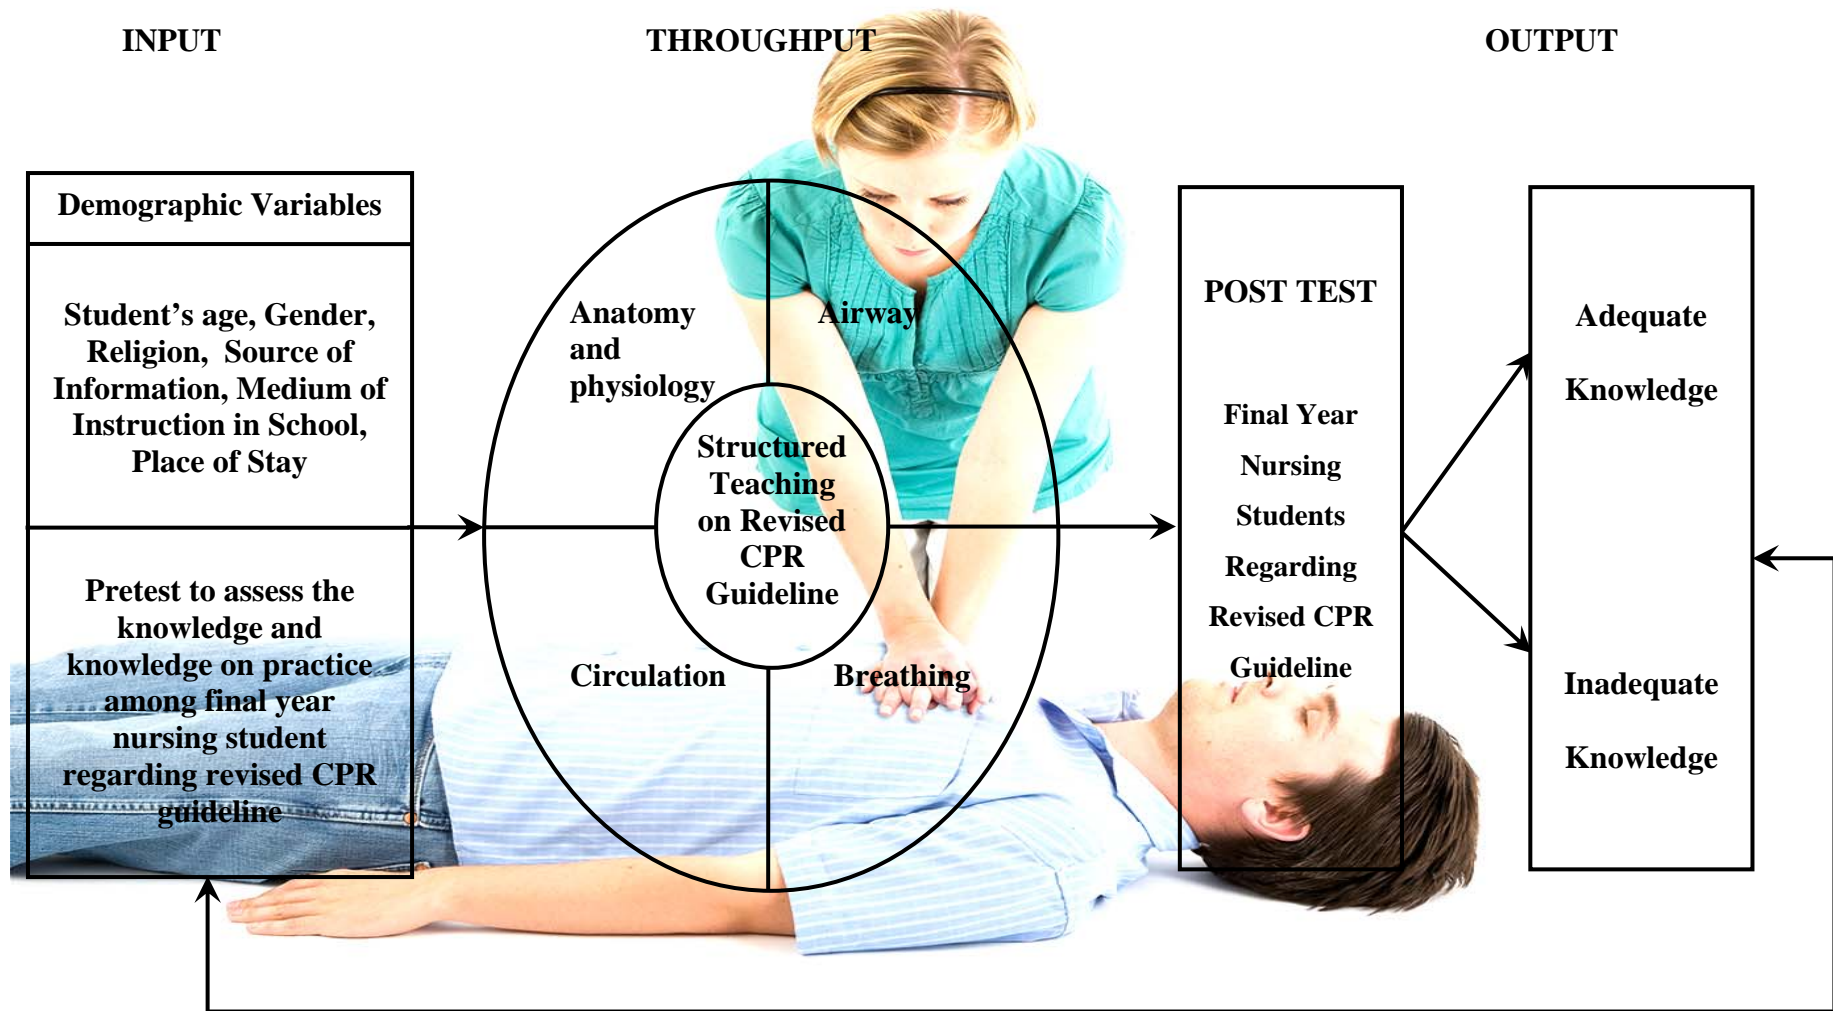 INPUT
THROUGHPUT
OUTPUT
Demographic Variables
Student’s age, Gender,
Religion, Source of
Information, Medium of
Instruction in School,
Place of Stay
Pretest to assess the
knowledge and
knowledge on practice
among final year
nursing student
regarding revised CPR
guideline
Anatomy
and
physiology
Airway
Structured
Teaching
on Revised
CPR
Guideline
Circulation
Breathing
POST TEST
Final Year
Nursing
Students
Regarding
Revised CPR
Guideline
Adequate
Knowledge
Inadequate
Knowledge